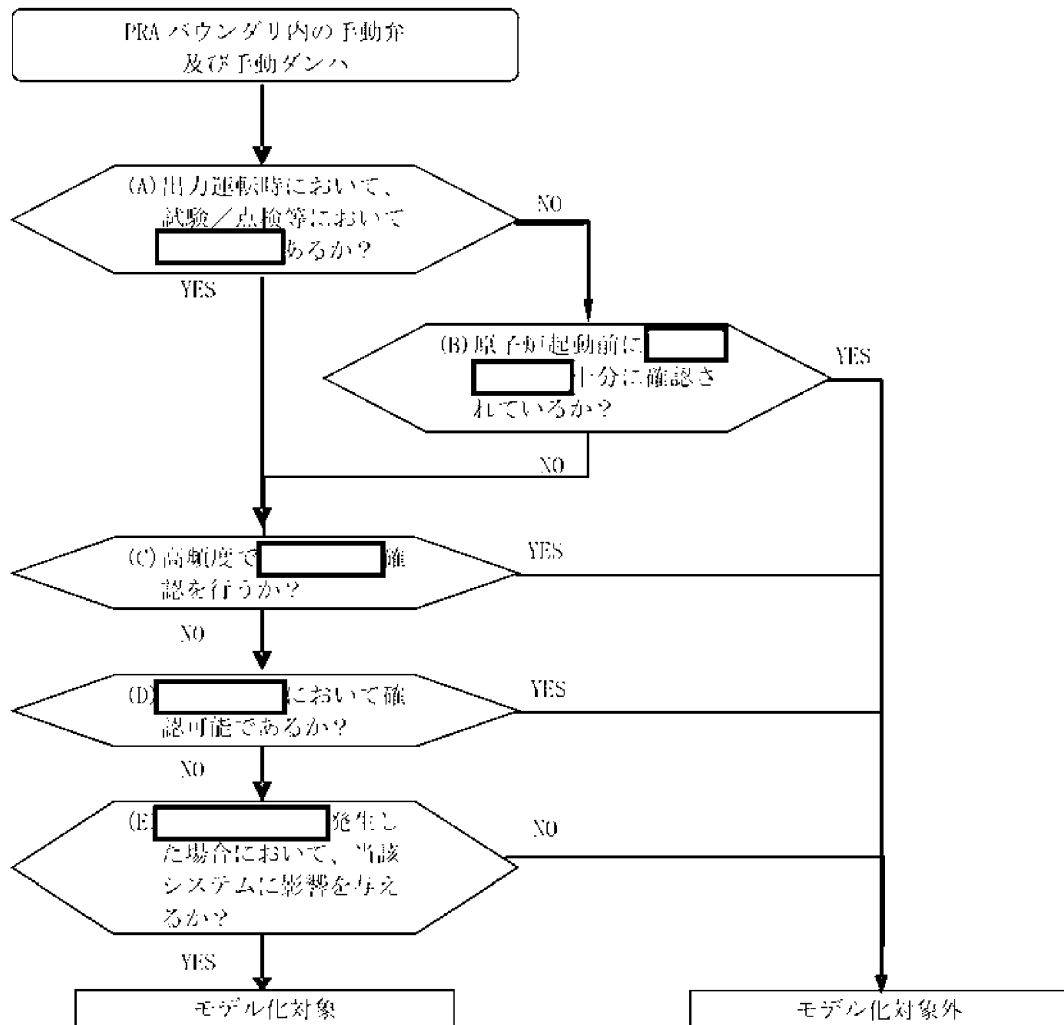 PRA バウンダリ内の手動弁
及び手動ダンパ
(A) 出力運転時において、
試験／点検等において
あるか？
NO
YES
(B) 原子炉起動前に
十分に確認さ
れているか？
YES
NO
(C) 高頻度で 確
認を行うか？
YES
NO
(D) において確
認可能であるか？
YES
NO
(E) 発生し
た場合において、当該
システムに影響を与え
るか？
NO
YES
モデル化対象
モデル化対象外